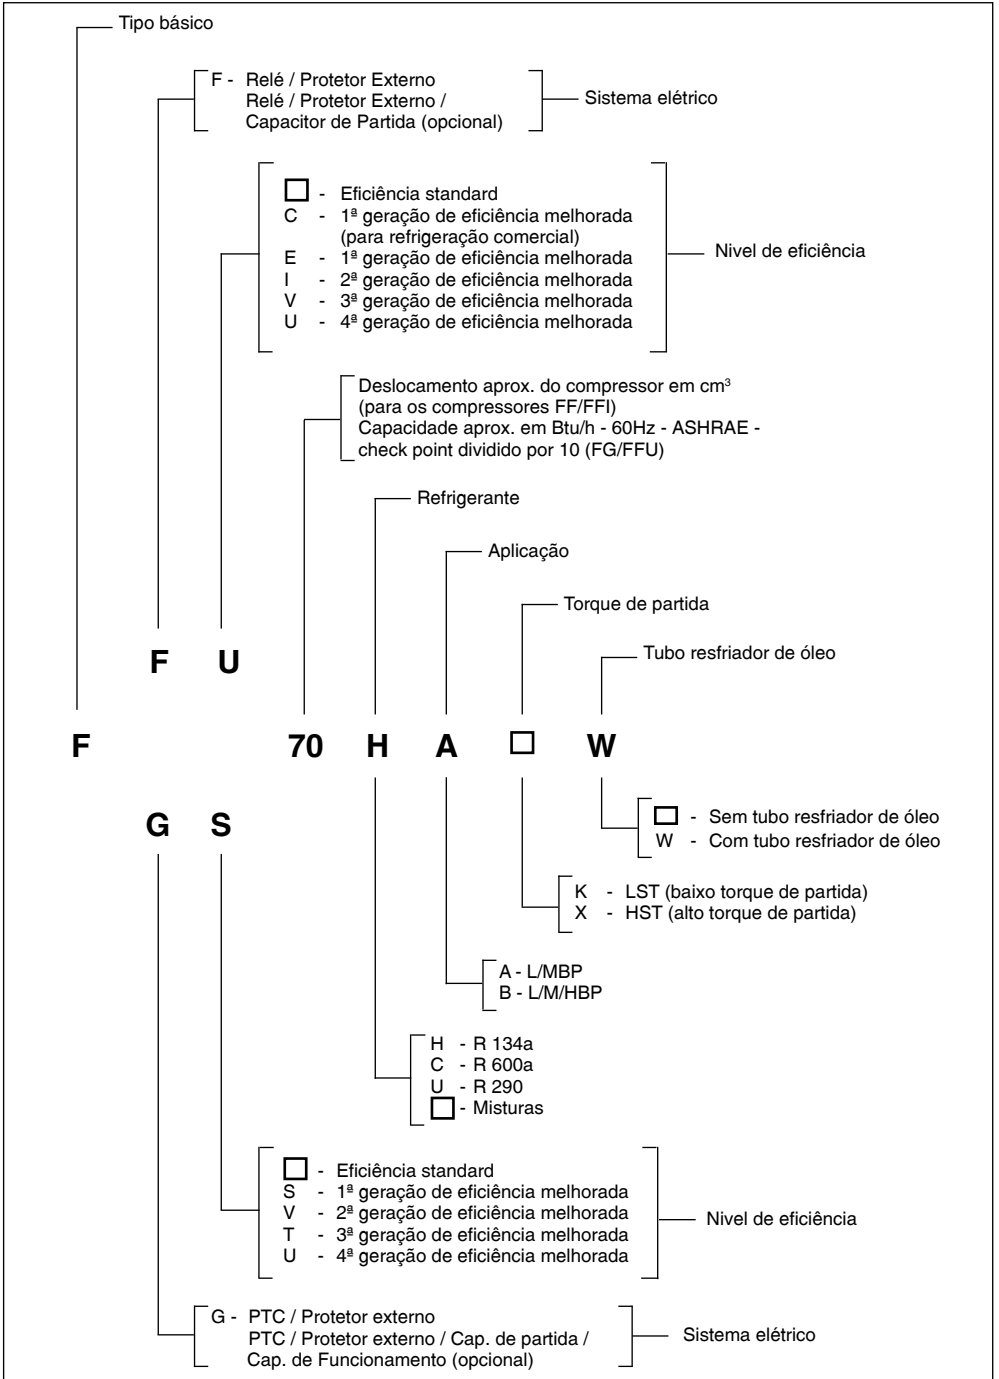 Tipo básico
F - Relé / Protetor Externo
Relé / Protetor Externo /
Capacitor de Partida (opcional)
Sistema elétrico
- Eficiência standard
C - 1ª geração de eficiência melhorada
(para refrigeração comercial)
E - 1ª geração de eficiência melhorada
I - 2ª geração de eficiência melhorada
V - 3ª geração de eficiência melhorada
U - 4ª geração de eficiência melhorada
Nivel de eficiência
Deslocamento aprox. do compressor em cm³
(para os compressores FF/FFI)
Capacidade aprox. em Btu/h - 60Hz - ASHRAE -
check point dividido por 10 (FG/FFU)
Refrigerante
Aplicação
Torque de partida
Tubo resfriador de óleo
F U
F 70 H A □ W
G S
□ - Sem tubo resfriador de óleo
W - Com tubo resfriador de óleo
K - LST (baixo torque de partida)
X - HST (alto torque de partida)
A - L/MBP
B - L/M/HBP
H - R 134a
C - R 600a
U - R 290
□ - Misturas
□ - Eficiência standard
S - 1ª geração de eficiência melhorada
V - 2ª geração de eficiência melhorada
T - 3ª geração de eficiência melhorada
U - 4ª geração de eficiência melhorada
Nivel de eficiência
G - PTC / Protetor externo
PTC / Protetor externo / Cap. de partida /
Cap. de Funcionamento (opcional)
Sistema elétrico